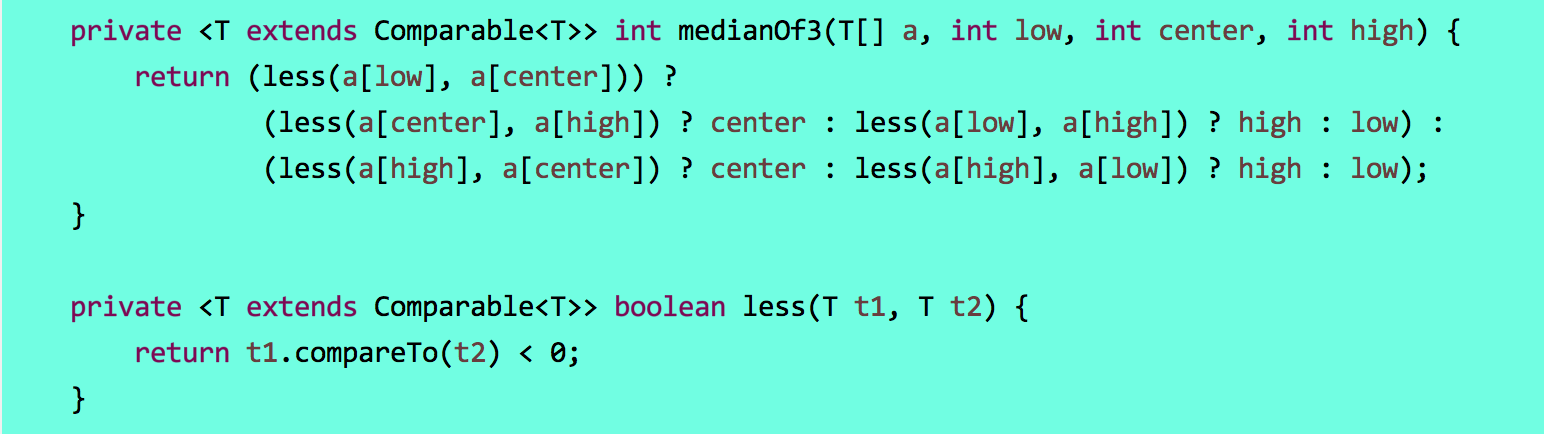 private <T extends Comparable<T>> int medianOf3(T[] a, int low, int center, int high) {
    return (less(a[low], a[center])) ?
            (less(a[center], a[high]) ? center : less(a[low], a[high]) ? high : low) :
            (less(a[high], a[center]) ? center : less(a[high], a[low]) ? high : low);
}

private <T extends Comparable<T>> boolean less(T t1, T t2) {
    return t1.compareTo(t2) < 0;
}